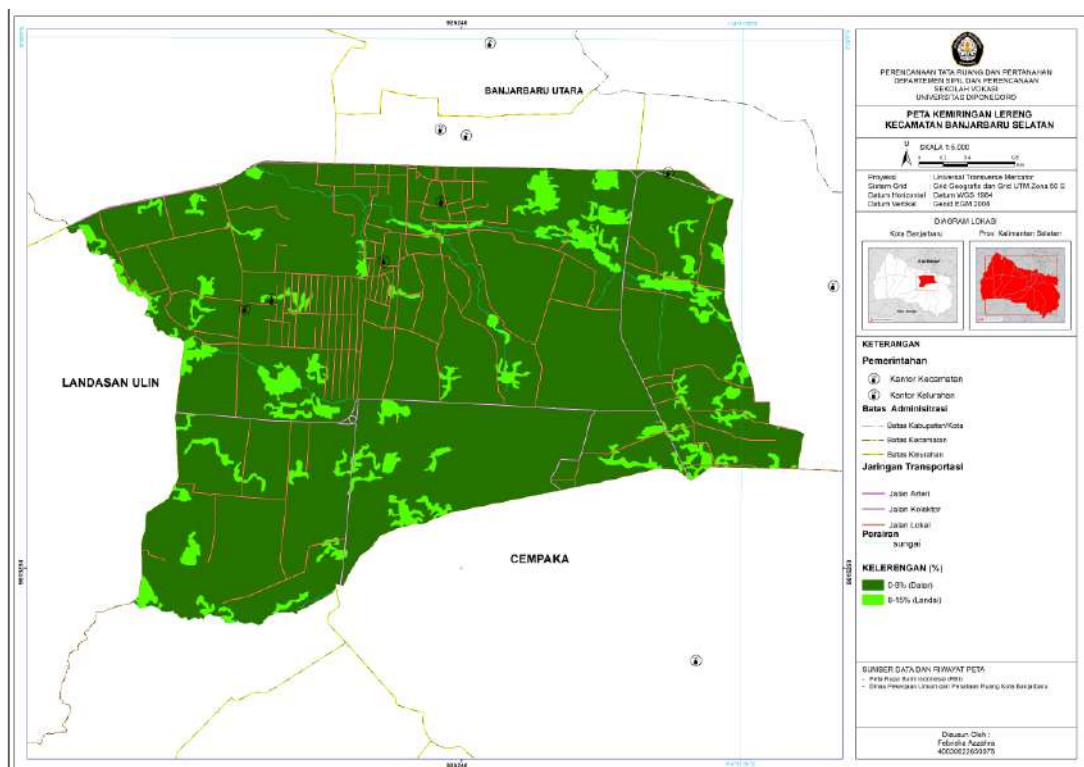 BANJARBARU UTARA
LANDASAN ULIN
CEMPAKA
PERENCANAAN TATA RUANG DAN PERTANAHAN
DEPARTEMEN SIPIL DAN PERENCANAAN
SEKOLAH VOKASI
UNIVERSITAS DIPONEGORO
PETA KEMIRINGAN LERENG
KECAMATAN BANJARBARU SELATAN
U
SKALA 1:5.000
Proyeksi : Universal Transverse Mercator
Sistem Grid : Grid Geografis dan Grid UTM Zona 50 S
Datum Horizontal : Datum WGS 1984
Datum Vertikal : Geoid EGM 2008
DIAGRAM LOKASI
Kota Banjarbaru
Prov. Kalimantan Selatan
KETERANGAN
Pemerintahan
Kantor Kecamatan
Kantor Kelurahan
Batas Adminisitrasi
Batas Kabupaten/Kota
Batas Kecamatan
Batas Kelurahan
Jaringan Transportasi
Jalan Arteri
Jalan Kolektor
Jalan Lokal
Perairan
sungai
KELERENGAN (%)
0-8% (Datar)
8-15% (Landai)
SUMBER DATA DAN RIWAYAT PETA
- Peta Rupa Bumi Indonesia (RBI)
- Dinas Pekerjaan Umum dan Penataan Ruang Kota Banjarbaru
Disusun Oleh :